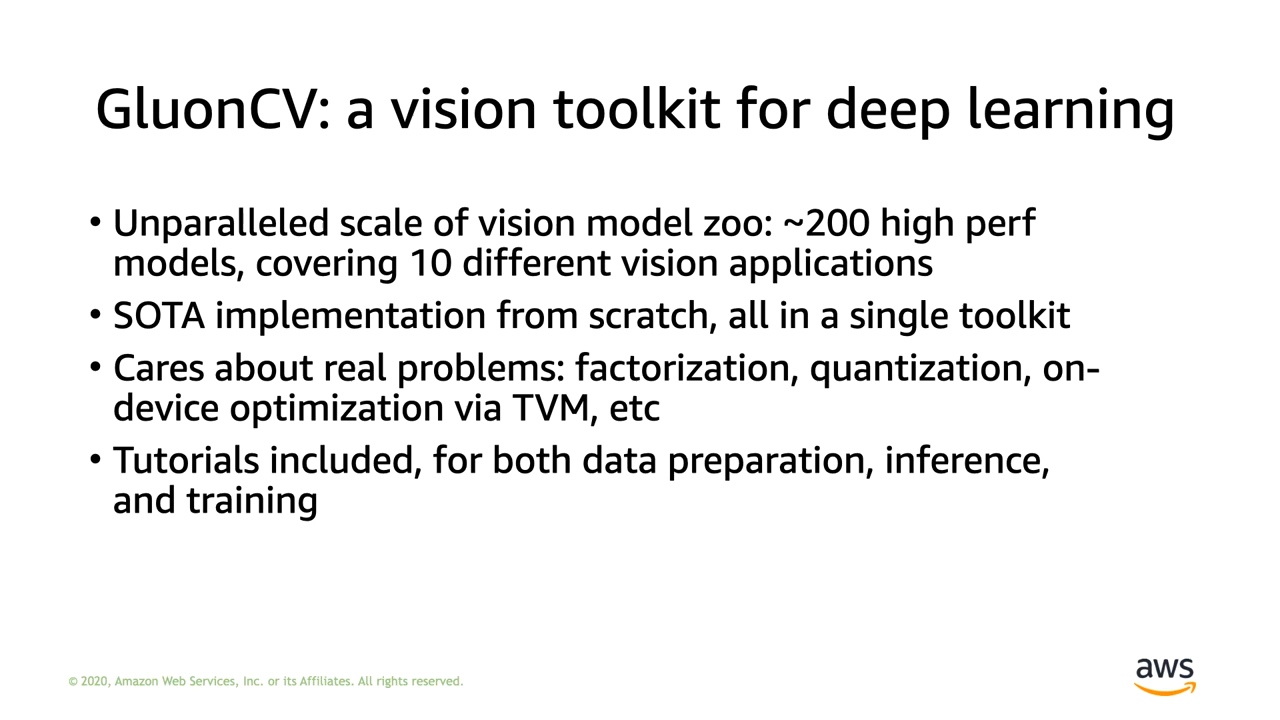 GluonCV: a vision toolkit for deep learning
• Unparalleled scale of vision model zoo: ~200 high perf
models, covering 10 different vision applications
• SOTA implementation from scratch, all in a single toolkit
• Cares about real problems: factorization, quantization, on-
device optimization via TVM, etc
• Tutorials included, for both data preparation, inference,
and training
© 2020, Amazon Web Services, Inc. or its Affiliates. All rights reserved.
aws